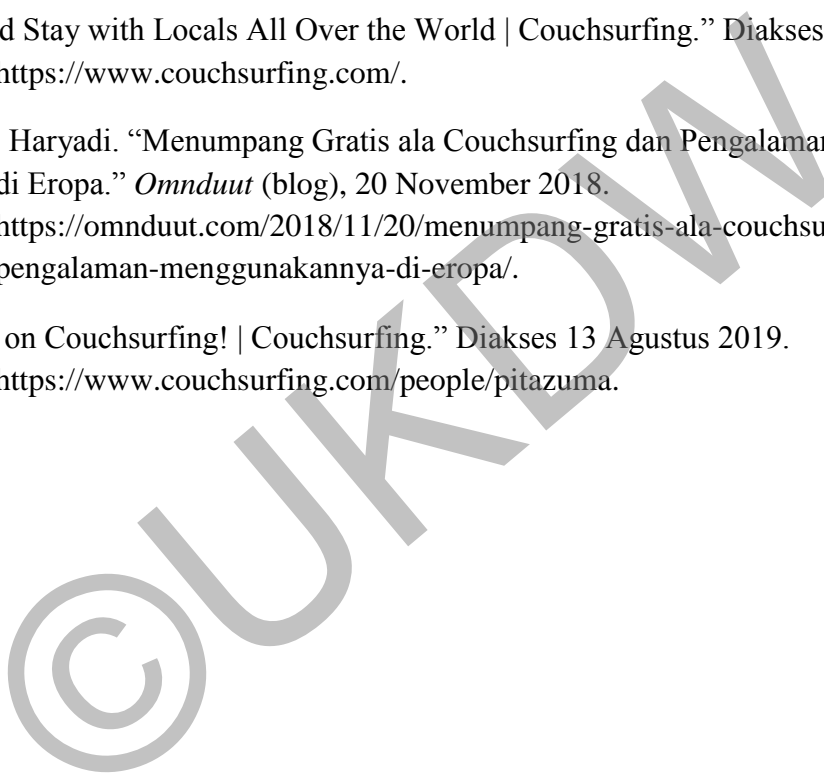 d Stay with Locals All Over the World | Couchsurfing.” Diakses
https://www.couchsurfing.com/.
Haryadi. “Menumpang Gratis ala Couchsurfing dan Pengalaman
di Eropa.” Omnduut (blog), 20 November 2018.
https://omnduut.com/2018/11/20/menumpang-gratis-ala-couchsu
pengalaman-menggunakannya-di-eropa/.
on Couchsurfing! | Couchsurfing.” Diakses 13 Agustus 2019.
https://www.couchsurfing.com/people/pitazuma.
©UKDW